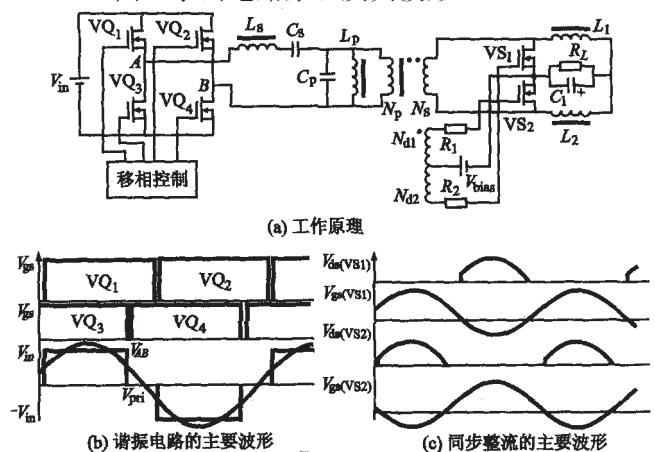 VQ₁ VQ₂ Ls Cs Lp L₁
A VS₁ RL
Vin Cp
VQ₃ B C₁ +
VQ₄ Np Ns VS₂ L₂
Nd1 R₁
移相控制 Vbias
Nd2 R₂
(a) 工作原理
Vgs VQ₁ VQ₂ Vds(VS1)
Vgs VQ₃ VQ₄ Vgs(VS1)
Vin VAB Vds(VS2)
Vpri
-Vin Vgs(VS2)
(b) 谐振电路的主要波形 (c) 同步整流的主要波形